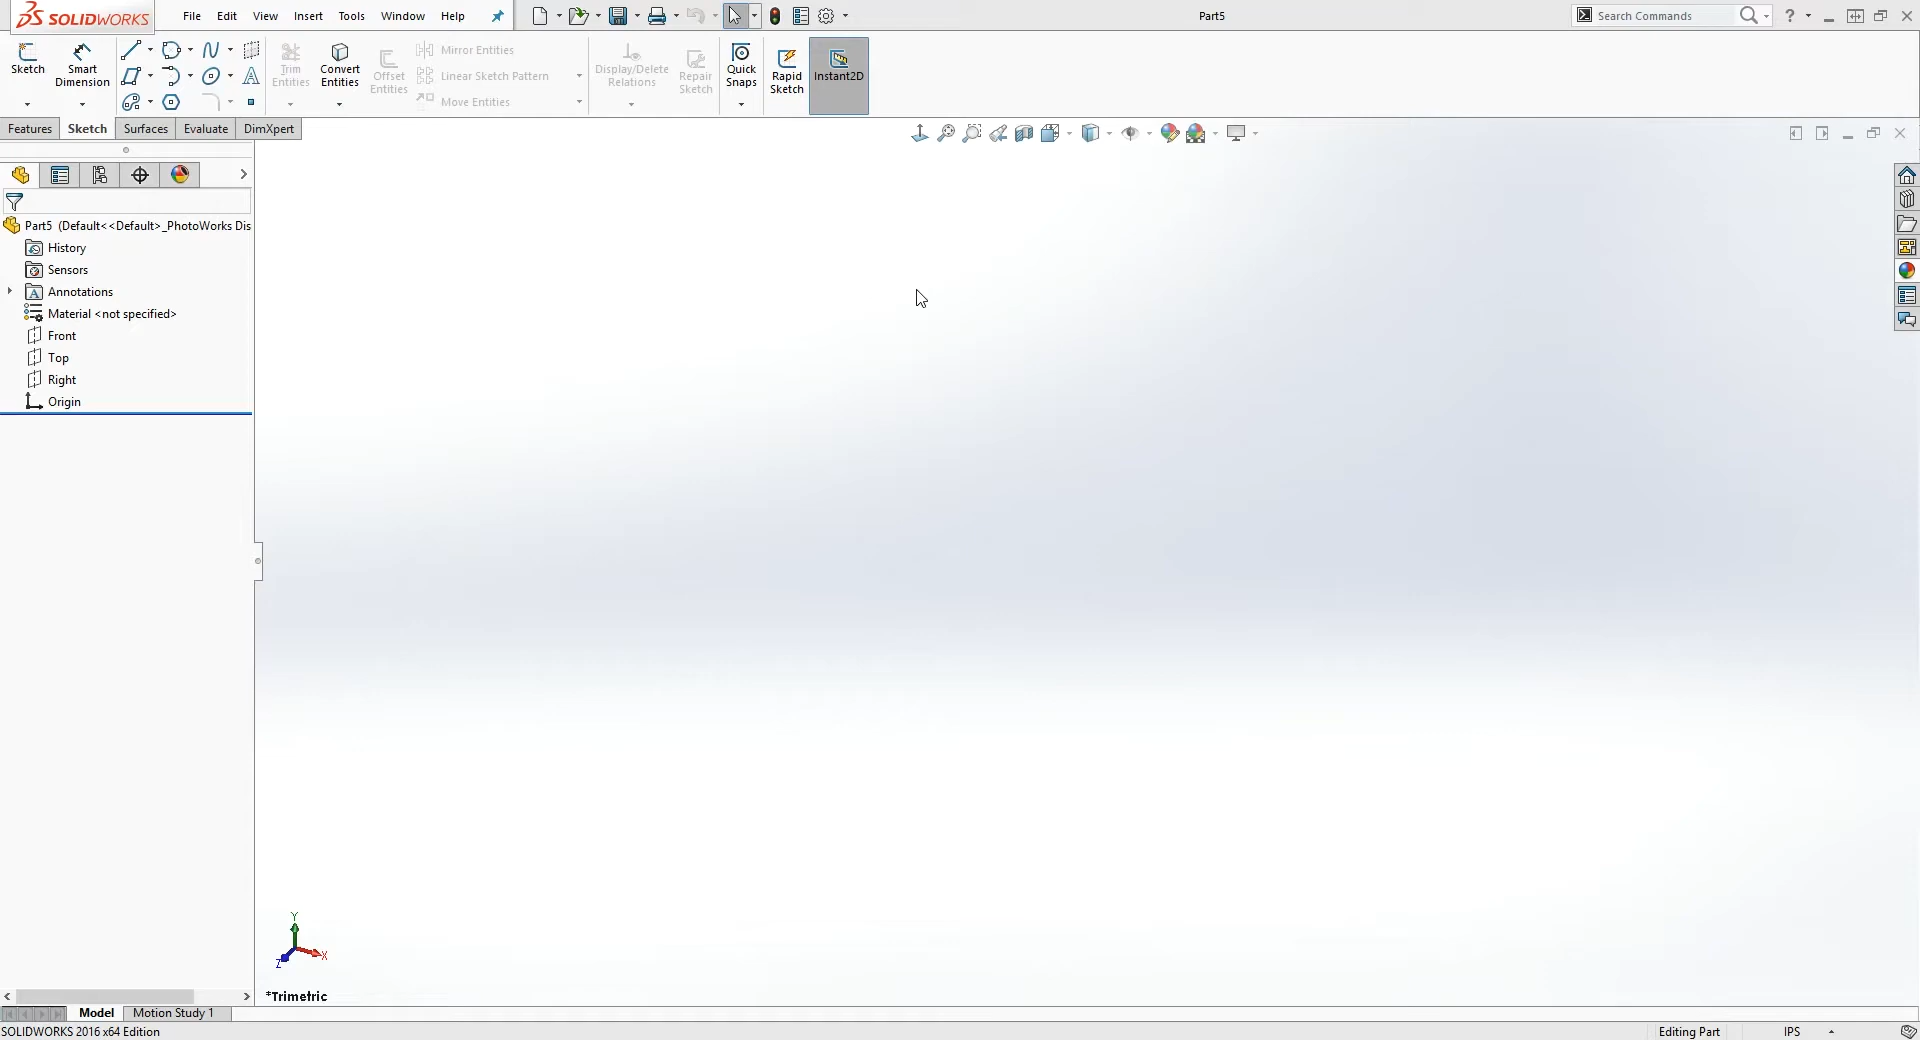 SOLIDWORKS File Edit View Insert Tools Window Help Part5 Search Commands ?
Sketch Smart Dimension Trim Entities Convert Entities Offset Entities Mirror Entities Linear Sketch Pattern Move Entities Display/Delete Relations Repair Sketch Quick Snaps Rapid Sketch Instant2D
Features Sketch Surfaces Evaluate DimXpert
Part5 (Default<<Default>_PhotoWorks Dis
History
Sensors
Annotations
Material <not specified>
Front
Top
Right
Origin
Y
X
Z
*Trimetric
Model Motion Study 1
SOLIDWORKS 2016 x64 Edition Editing Part IPS